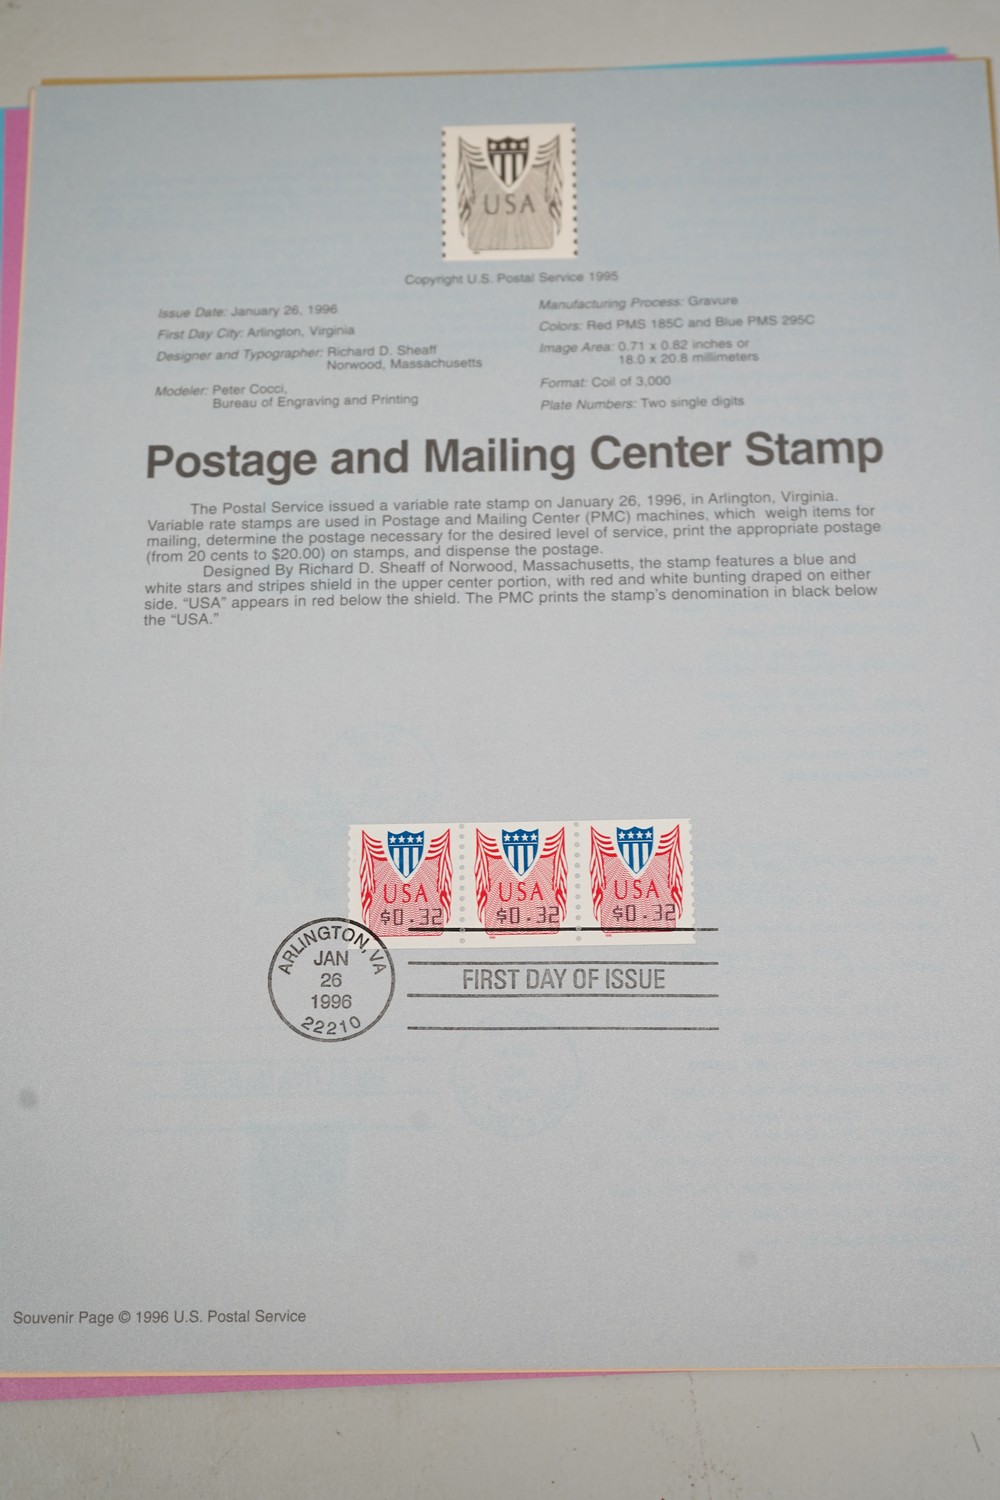 USA
Copyright U.S. Postal Service 1995
Issue Date: January 26, 1996
First Day City: Arlington, Virginia
Designer and Typographer: Richard D. Sheaff
Norwood, Massachusetts
Modeler: Peter Cocci,
Bureau of Engraving and Printing
Manufacturing Process: Gravure
Colors: Red PMS 185C and Blue PMS 295C
Image Area: 0.71 x 0.82 inches or
18.0 x 20.8 millimeters
Format: Coil of 3,000
Plate Numbers: Two single digits
Postage and Mailing Center Stamp
The Postal Service issued a variable rate stamp on January 26, 1996, in Arlington, Virginia.
Variable rate stamps are used in Postage and Mailing Center (PMC) machines, which weigh items for
mailing, determine the postage necessary for the desired level of service, print the appropriate postage
(from 20 cents to $20.00) on stamps, and dispense the postage.
Designed By Richard D. Sheaff of Norwood, Massachusetts, the stamp features a blue and
white stars and stripes shield in the upper center portion, with red and white bunting draped on either
side. “USA” appears in red below the shield. The PMC prints the stamp’s denomination in black below
the “USA.”
USA USA USA
$0.32 $0.32 $0.32
ARLINGTON, VA
JAN
26
1996
22210
FIRST DAY OF ISSUE
Souvenir Page © 1996 U.S. Postal Service